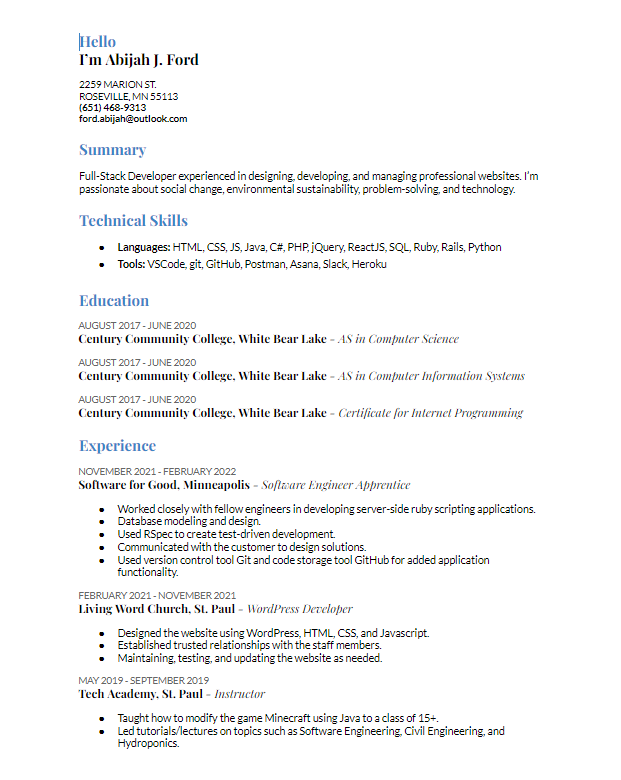 Hello
I'm Abijah J. Ford
2259 MARION ST.
ROSEVILLE, MN 55113
(651) 468-9313
ford.abijah@outlook.com
Summary
Full-Stack Developer experienced in designing, developing, and managing professional websites. I'm
passionate about social change, environmental sustainability, problem-solving, and technology.
Technical Skills
● Languages: HTML, CSS, JS, Java, C#, PHP, jQuery, ReactJS, SQL, Ruby, Rails, Python
● Tools: VSCode, git, GitHub, Postman, Asana, Slack, Heroku
Education
AUGUST 2017 - JUNE 2020
Century Community College, White Bear Lake - AS in Computer Science
AUGUST 2017 - JUNE 2020
Century Community College, White Bear Lake - AS in Computer Information Systems
AUGUST 2017 - JUNE 2020
Century Community College, White Bear Lake - Certificate for Internet Programming
Experience
NOVEMBER 2021 - FEBRUARY 2022
Software for Good, Minneapolis - Software Engineer Apprentice
● Worked closely with fellow engineers in developing server-side ruby scripting applications.
● Database modeling and design.
● Used RSpec to create test-driven development.
● Communicated with the customer to design solutions.
● Used version control tool Git and code storage tool GitHub for added application
functionality.
FEBRUARY 2021 - NOVEMBER 2021
Living Word Church, St. Paul - WordPress Developer
● Designed the website using WordPress, HTML, CSS, and Javascript.
● Established trusted relationships with the staff members.
● Maintaining, testing, and updating the website as needed.
MAY 2019 - SEPTEMBER 2019
Tech Academy, St. Paul - Instructor
● Taught how to modify the game Minecraft using Java to a class of 15+.
● Led tutorials/lectures on topics such as Software Engineering, Civil Engineering, and
Hydroponics.